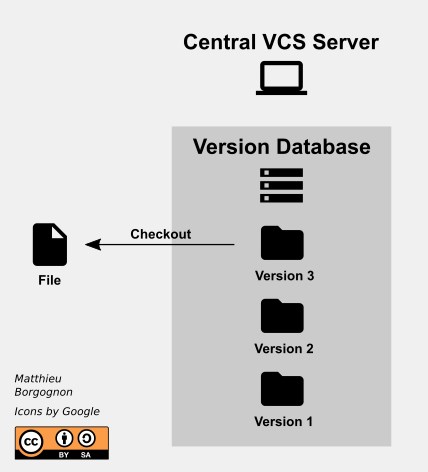 Central VCS Server
Version Database
Checkout
File
Version 3
Version 2
Version 1
Matthieu
Borgognon
Icons by Google
cc
BY SA